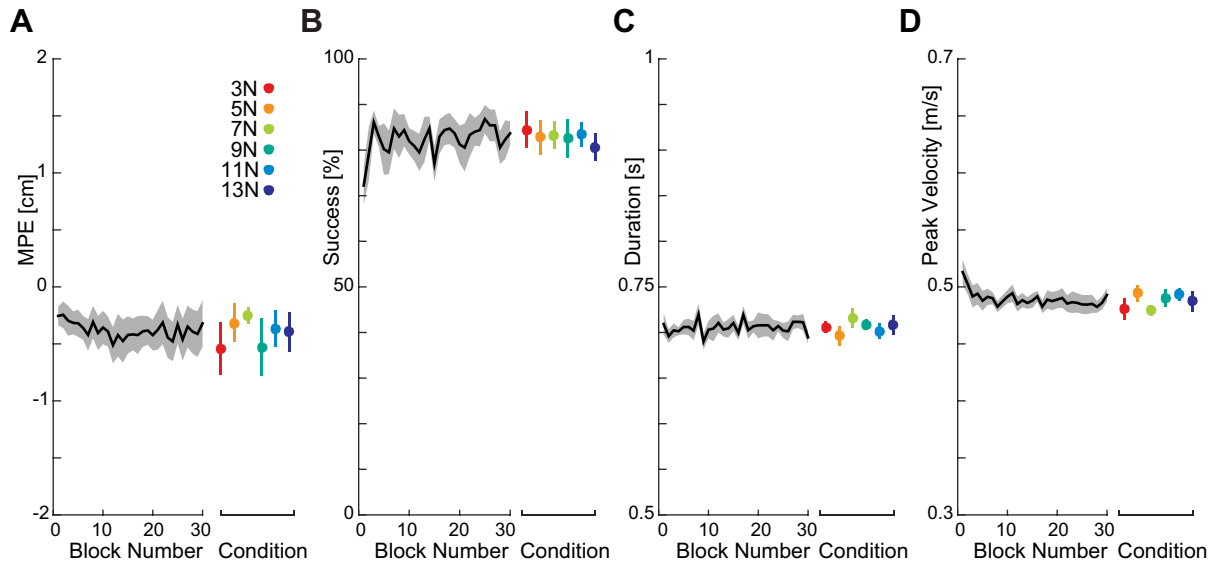 A
MPE [cm]
2
1
0
-1
-2
0 10 20 30
Block Number
Condition
3N
5N
7N
9N
11N
13N
B
Success [%]
100
50
0
0 10 20 30
Block Number
Condition
C
Duration [s]
1
0.75
0.5
0 10 20 30
Block Number
Condition
D
Peak Velocity [m/s]
0.7
0.5
0.3
0 10 20 30
Block Number
Condition